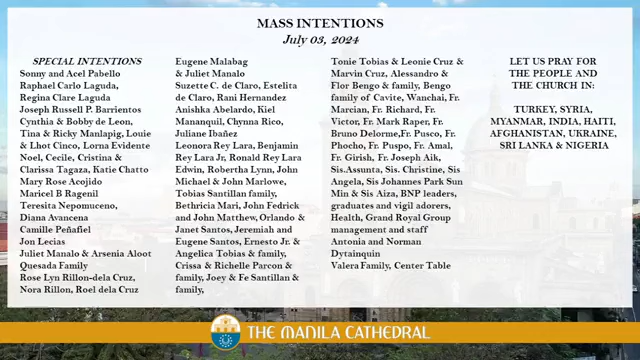 MASS INTENTIONS
July 03, 2024
SPECIAL INTENTIONS
Sonny and Acel Pabello
Raphael Carlo Laguda,
Regina Clare Laguda
Joseph Russell P. Barrientos
Cynthia & Bobby de Leon,
Tina & Ricky Manlapig, Louie
& Lhot Cinco, Lorna Evidente
Noel, Cecile, Cristina &
Clarissa Tagaza, Katie Chatto
Mary Rose Acojido
Maricel B Ragenil
Teresita Nepomuceno,
Diana Avancena
Camille Peñafiel
Jon Lecias
Juliet Manalo & Arsenia Aloot
Quesada Family
Rose Lyn Rillon-dela Cruz,
Nora Rillon, Roel dela Cruz
Eugene Malabag
& Juliet Manalo
Suzette C. de Claro, Estelita
de Claro, Rani Hernandez
Anishka Abelardo, Kiel
Mananquil, Chynna Rico,
Juliane Ibañez
Leonora Rey Lara, Benjamin
Rey Lara Jr, Ronald Rey Lara
Edwin, Robertha Lynn, John
Michael & John Marlowe,
Tobias Santillan family,
Bethricia Mari, John Fedrick
and John Matthew, Orlando &
Janet Santos, Jeremiah and
Eugene Santos, Ernesto Jr. &
Angelica Tobias & family,
Crissa & Richelle Parcon &
family, Joey & Fe Santillan &
family,
Tonie Tobias & Leonie Cruz &
Marvin Cruz, Alessandro &
Flor Bengo & family, Bengo
family of Cavite, Wanchai, Fr.
Marcian, Fr. Richard, Fr.
Victor, Fr. Mark Raper, Fr.
Bruno Delorme,Fr. Pusco, Fr.
Phocho, Fr. Puspo, Fr. Amal,
Fr. Girish, Fr. Joseph Aik,
Sis.Assunta, Sis. Christine, Sis
Angela, Sis Johannes Park Sun
Min & Sis Aiza, BNP leaders,
graduates and vigil adorers,
Health, Grand Royal Group
management and staff
Antonia and Norman
Dytainquin
Valera Family, Center Table
LET US PRAY FOR
THE PEOPLE AND
THE CHURCH IN:
TURKEY, SYRIA,
MYANMAR, INDIA, HAITI,
AFGHANISTAN, UKRAINE,
SRI LANKA & NIGERIA
THE MANILA CATHEDRAL